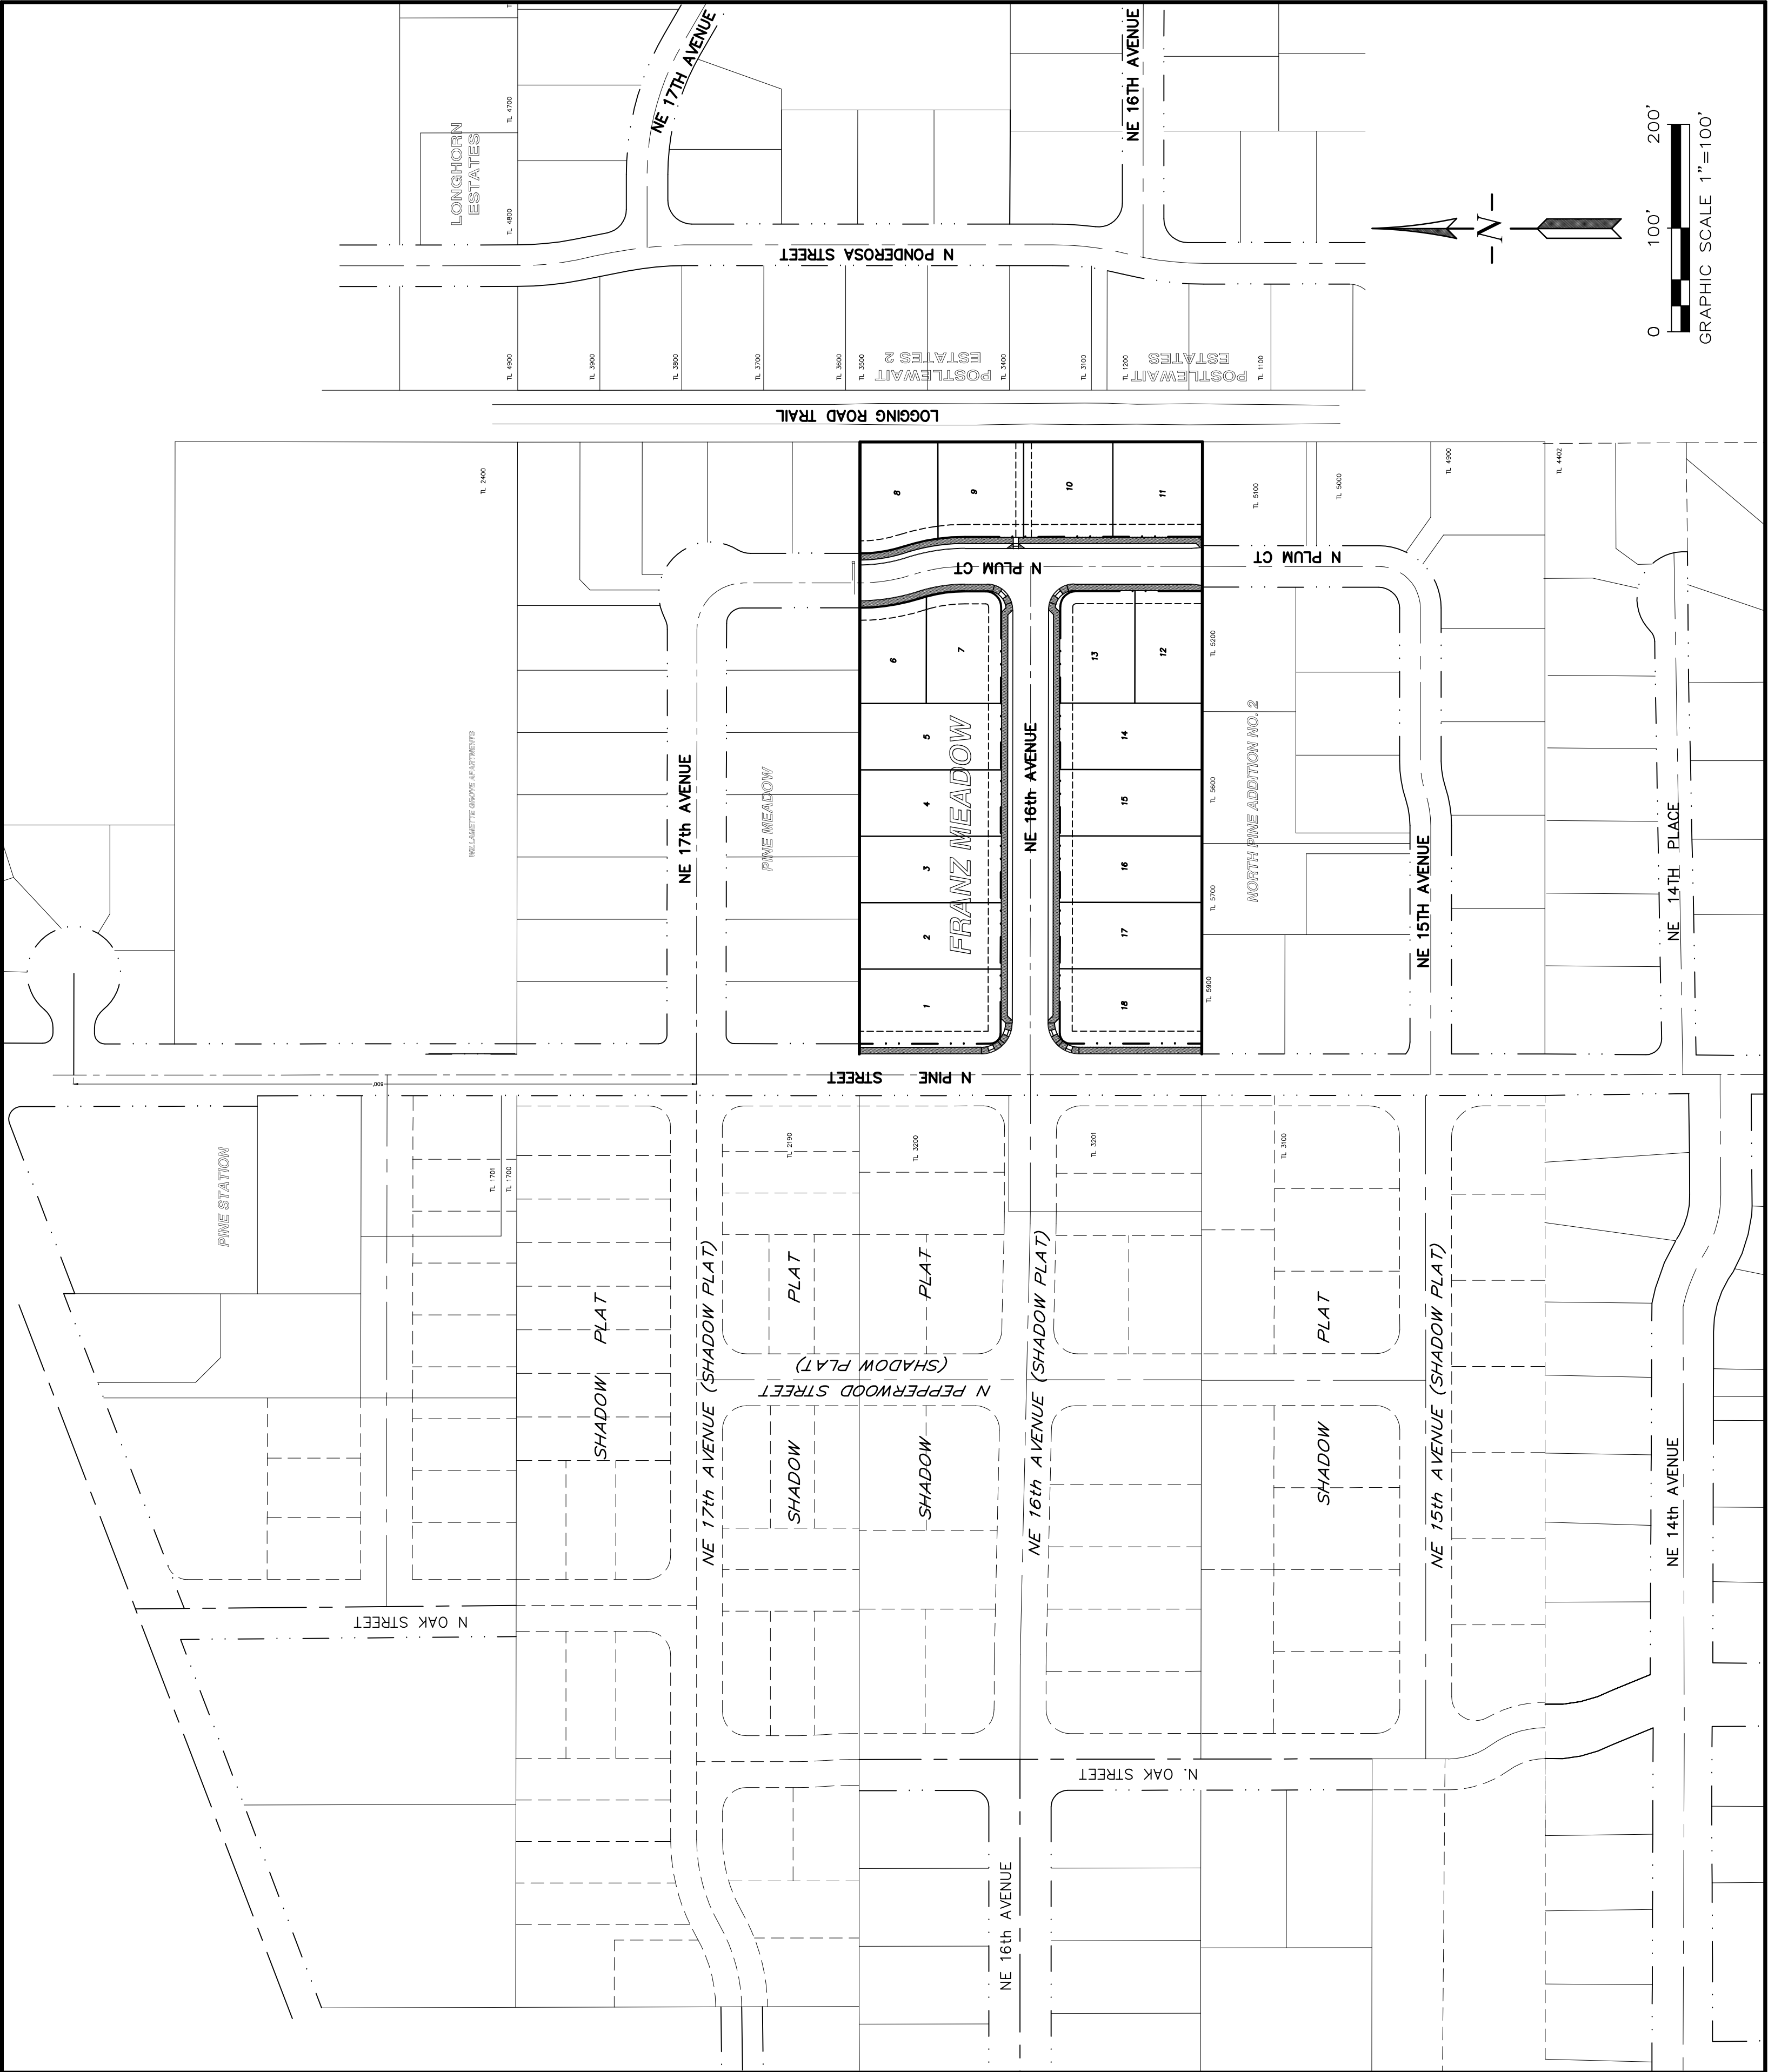 NE 17TH AVENUE
NE 16TH AVENUE
LONGHORN
ESTATES
TL 4700
TL 4800
N PONDEROSA STREET
TL 4900
TL 3900
TL 3800
TL 3700
TL 3600
TL 3500
POSTLEWAIT
ESTATES 2
TL 3400
TL 3100
TL 1200
POSTLEWAIT
ESTATES
TL 1100
-N-
0 100' 200'
GRAPHIC SCALE 1"=100'
LOGGING ROAD TRAIL
TL 2400
8
9
10
11
TL 5100
TL 5000
TL 4900
TL 4402
N PLUM CT
N PLUM CT
6
7
13
12
TL 5200
WILLAMETTE GROVE APARTMENTS
NE 17th AVENUE
PINE MEADOW
5
4
3
2
1
FRANZ MEADOW
NE 16th AVENUE
14
15
16
17
18
TL 5600
TL 5700
TL 5900
NORTH PINE ADDITION NO. 2
NE 15TH AVENUE
NE 14TH PLACE
600'
N PINE STREET
PINE STATION
TL 1701
TL 1700
TL 2190
TL 3200
TL 3201
TL 3100
SHADOW PLAT
NE 17th AVENUE (SHADOW PLAT)
SHADOW PLAT
SHADOW PLAT
N PEPPERWOOD STREET
(SHADOW PLAT)
NE 16th AVENUE (SHADOW PLAT)
SHADOW PLAT
NE 15th AVENUE (SHADOW PLAT)
NE 14th AVENUE
N OAK STREET
N. OAK STREET
NE 16th AVENUE